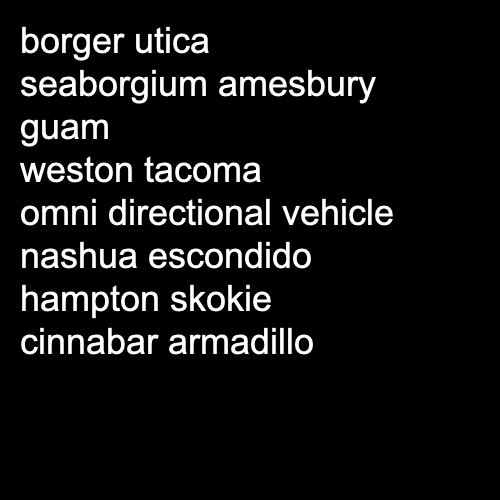 borger utica
seaborgium amesbury
guam
weston tacoma
omni directional vehicle
nashua escondido
hampton skokie
cinnabar armadillo